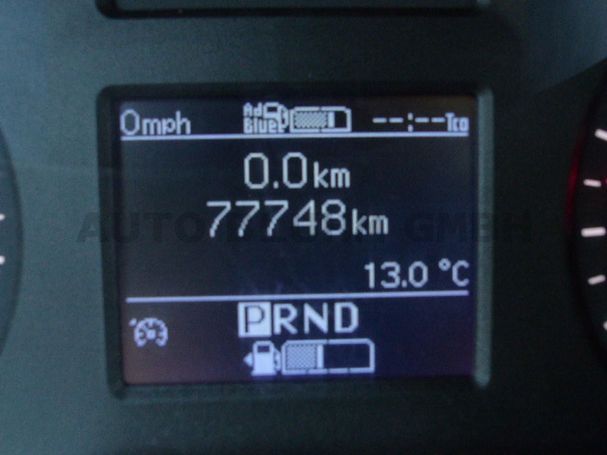 0mph AdBlue --:--Tco
0.0km
77748km
13.0 °C
PRND